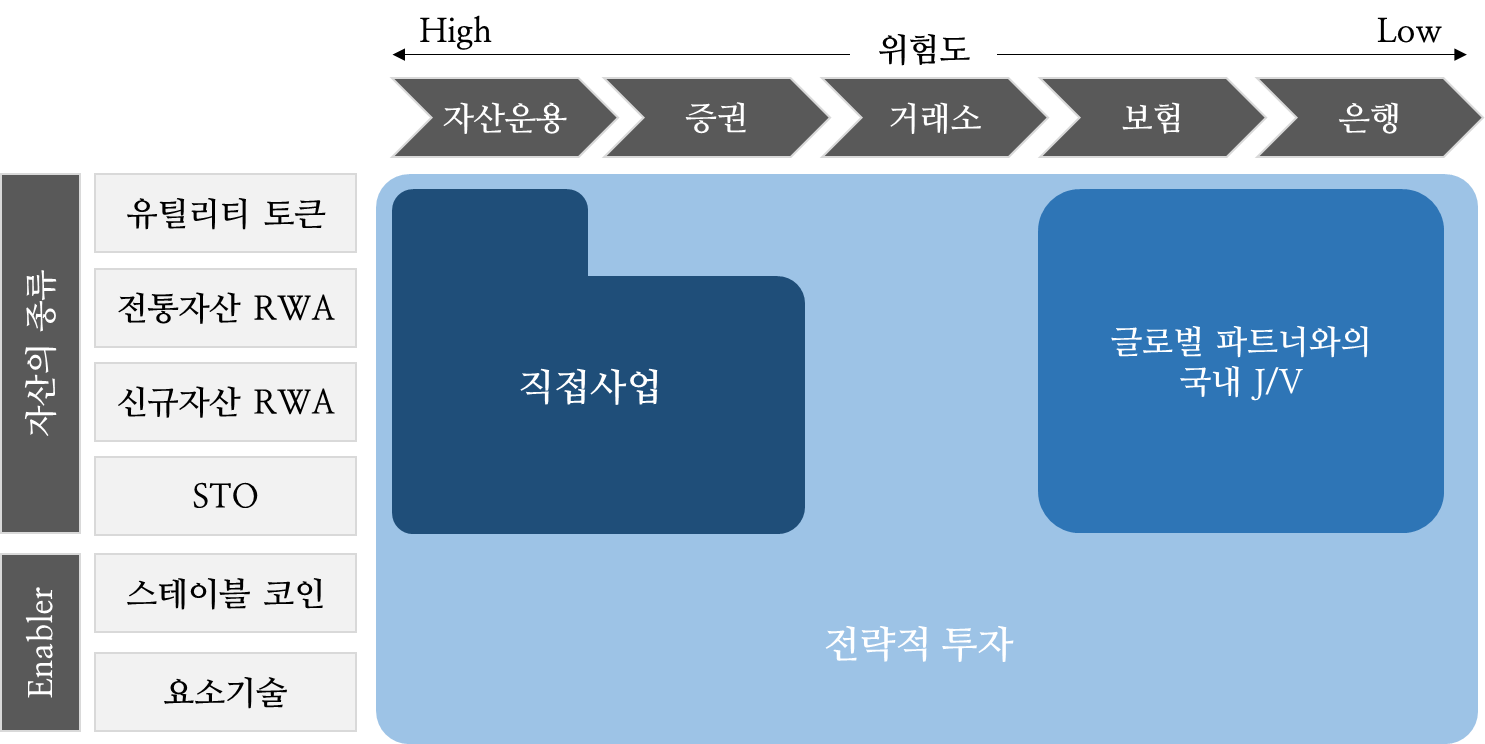 High
위험도
Low
자산운용
증권
거래소
보험
은행
자산의 종류
유틸리티 토큰
전통자산 RWA
신규자산 RWA
STO
직접사업
글로벌 파트너와의
국내 J/V
Enabler
스테이블 코인
요소기술
전략적 투자